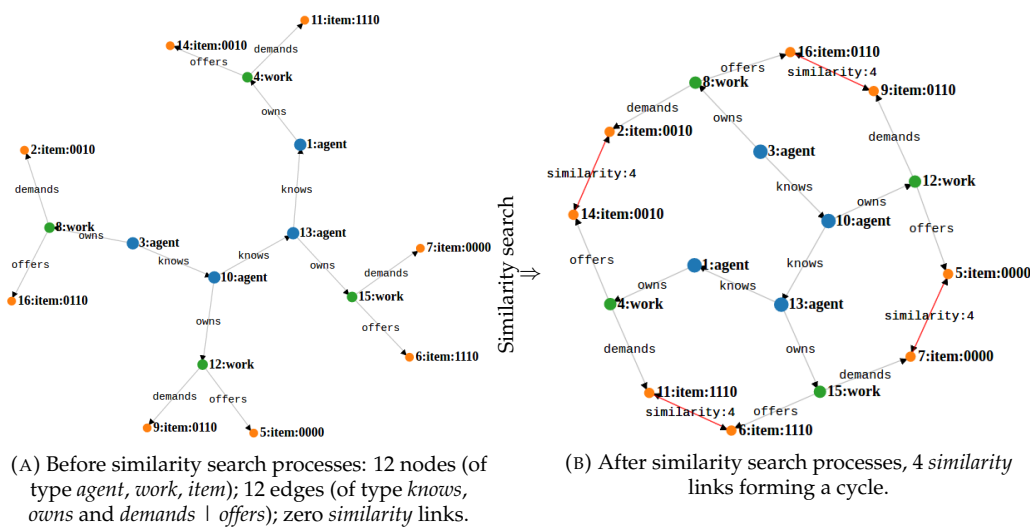 11:item:1110
14:item:0010
demands
offers
4:work
owns
1:agent
2:item:0010
demands
knows
8:work
owns
3:agent
13:agent
7:item:0000
offers
knows
knows
10:agent
owns
demands
15:work
16:item:0110
owns
offers
6:item:1110
12:work
demands
offers
9:item:0110
5:item:0000
(A) Before similarity search processes: 12 nodes (of
type agent, work, item); 12 edges (of type knows,
owns and demands | offers); zero similarity links.
Similarity search
⇒
16:item:0110
offers
similarity:4
8:work
9:item:0110
demands
owns
2:item:0010
demands
3:agent
similarity:4
12:work
owns
knows
14:item:0010
10:agent
offers
offers
1:agent
knows
5:item:0000
owns
knows
4:work
13:agent
similarity:4
demands
owns
7:item:0000
demands
11:item:1110
15:work
similarity:4
offers
6:item:1110
(B) After similarity search processes, 4 similarity
links forming a cycle.